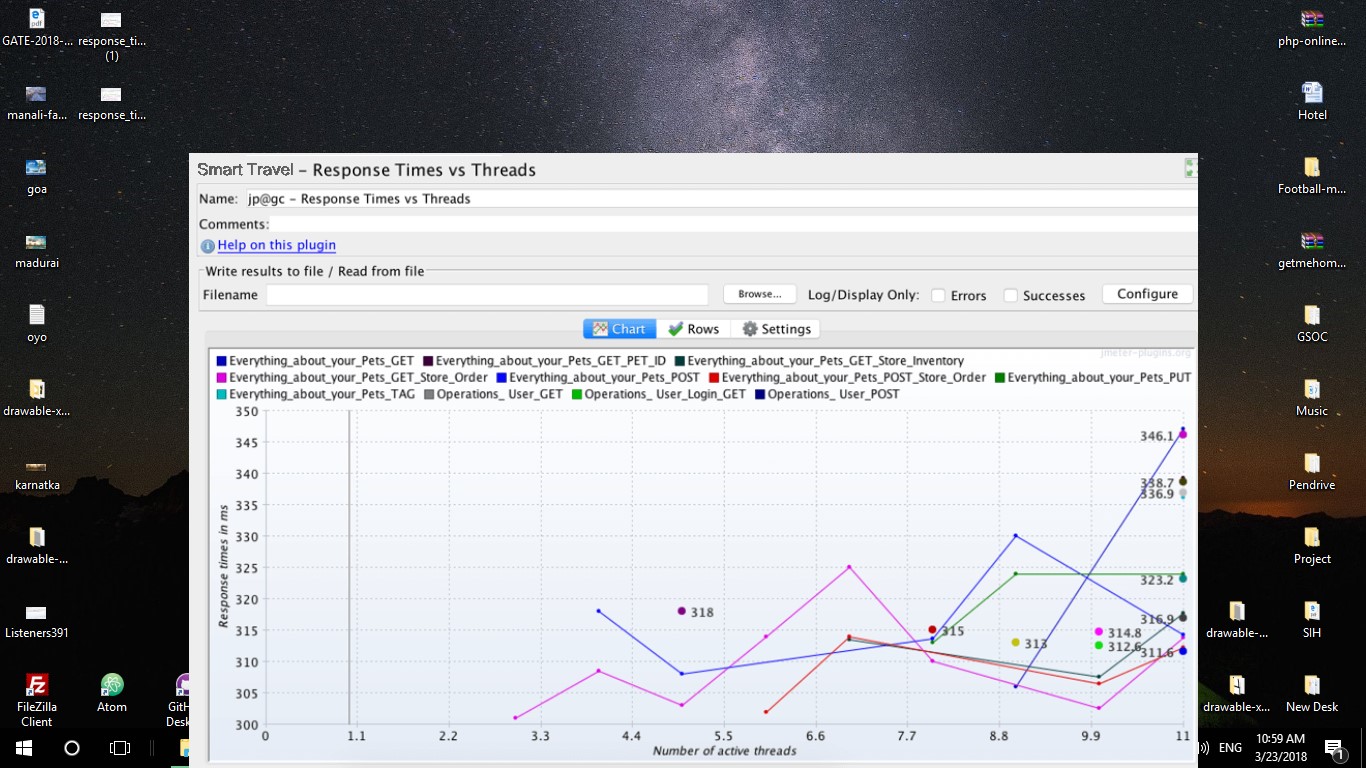 GATE-2018-...
response_ti...
(1)
manali-fa...
response_ti...
goa
madurai
oyo
drawable-x...
karnatka
drawable-...
Listeners391
FileZilla
Client
Atom
GitH
Desk
php-online...
Hotel
Football-m...
getmehom...
GSOC
Music
Pendrive
Project
drawable-...
SIH
drawable-x...
New Desk
Smart Travel – Response Times vs Threads
Name: jp@gc – Response Times vs Threads
Comments:
Help on this plugin
Write results to file / Read from file
Filename
Browse...
Log/Display Only:
Errors
Successes
Configure
Chart
Rows
Settings
jmeter-plugins.org
Everything_about_your_Pets_GET Everything_about_your_Pets_GET_PET_ID Everything_about_your_Pets_GET_Store_Inventory
Everything_about_your_Pets_GET_Store_Order Everything_about_your_Pets_POST Everything_about_your_Pets_POST_Store_Order Everything_about_your_Pets_PUT
Everything_about_your_Pets_TAG Operations_ User_GET Operations_ User_Login_GET Operations_ User_POST
Response times in ms
350
345
340
335
330
325
320
315
310
305
300
346.1
338.7
336.9
323.2
318
316.9
315
314.8
313
312.6
311.6
0 1.1 2.2 3.3 4.4 5.5 6.6 7.7 8.8 9.9 11
Number of active threads
ENG
10:59 AM
3/23/2018
1